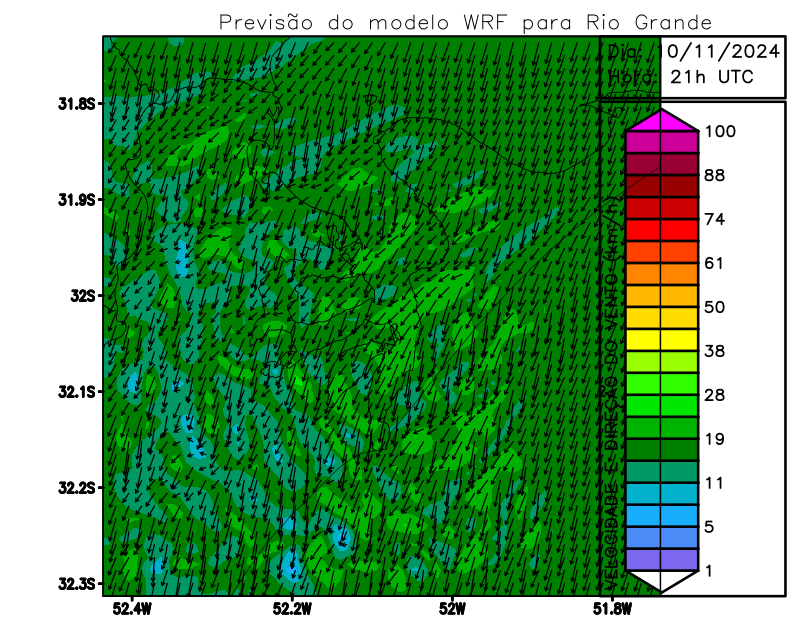 Previsão do modelo WRF para Rio Grande
Dia: 10/11/2024
Hora: 21h UTC
31.8S
31.9S
32S
32.1S
32.2S
32.3S
52.4W
52.2W
52W
51.8W
100
88
74
61
50
38
28
19
11
5
1
VELOCIDADE E DIREÇÃO DO VENTO (km/h)